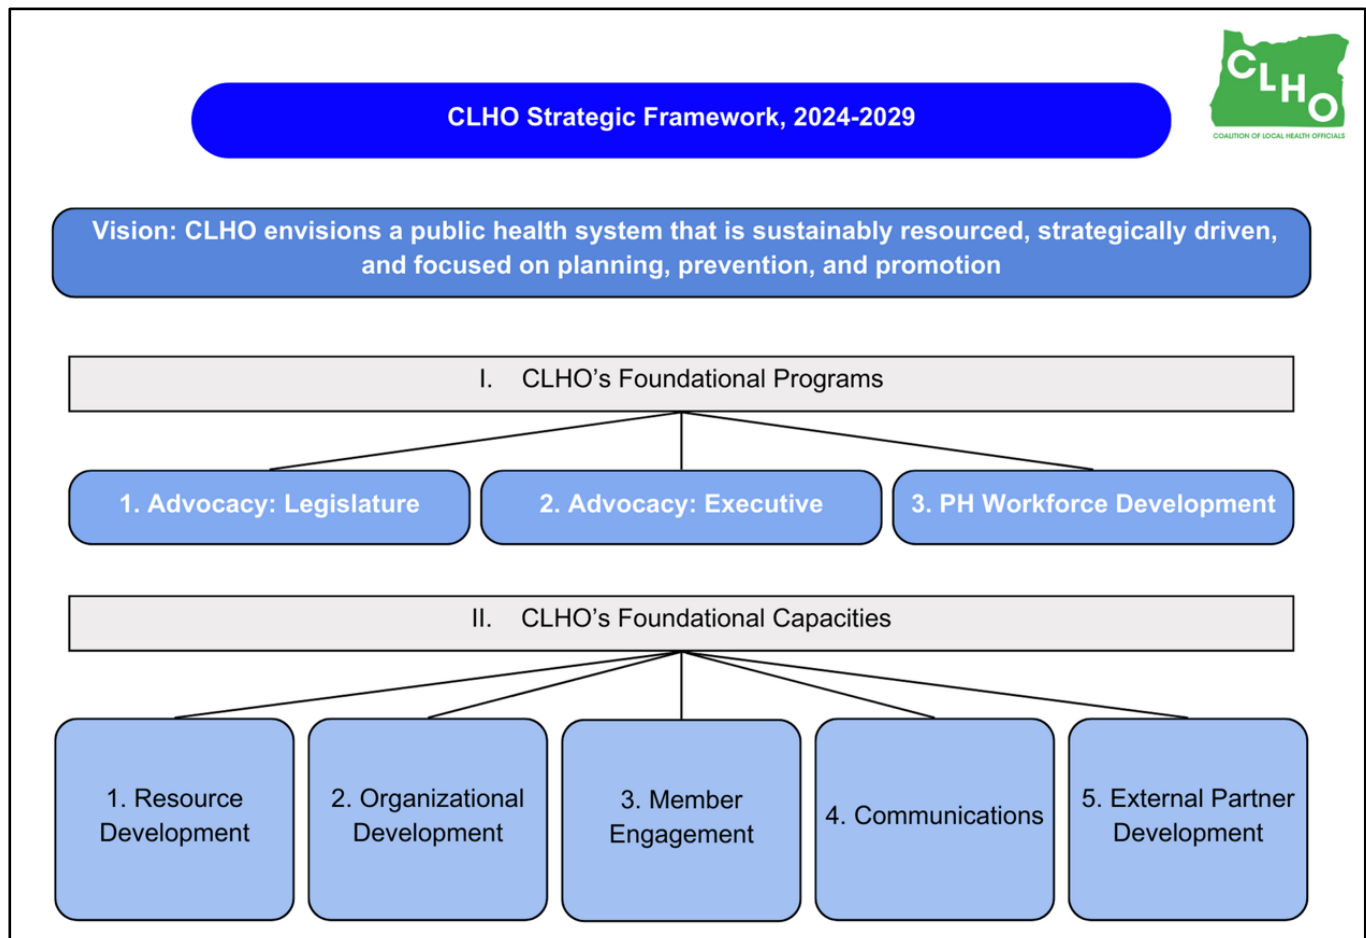 CLHO
COALITION OF LOCAL HEALTH OFFICIALS
CLHO Strategic Framework, 2024-2029
Vision: CLHO envisions a public health system that is sustainably resourced, strategically driven,
and focused on planning, prevention, and promotion
I. CLHO’s Foundational Programs
1. Advocacy: Legislature
2. Advocacy: Executive
3. PH Workforce Development
II. CLHO’s Foundational Capacities
1. Resource
Development
2. Organizational
Development
3. Member
Engagement
4. Communications
5. External Partner
Development